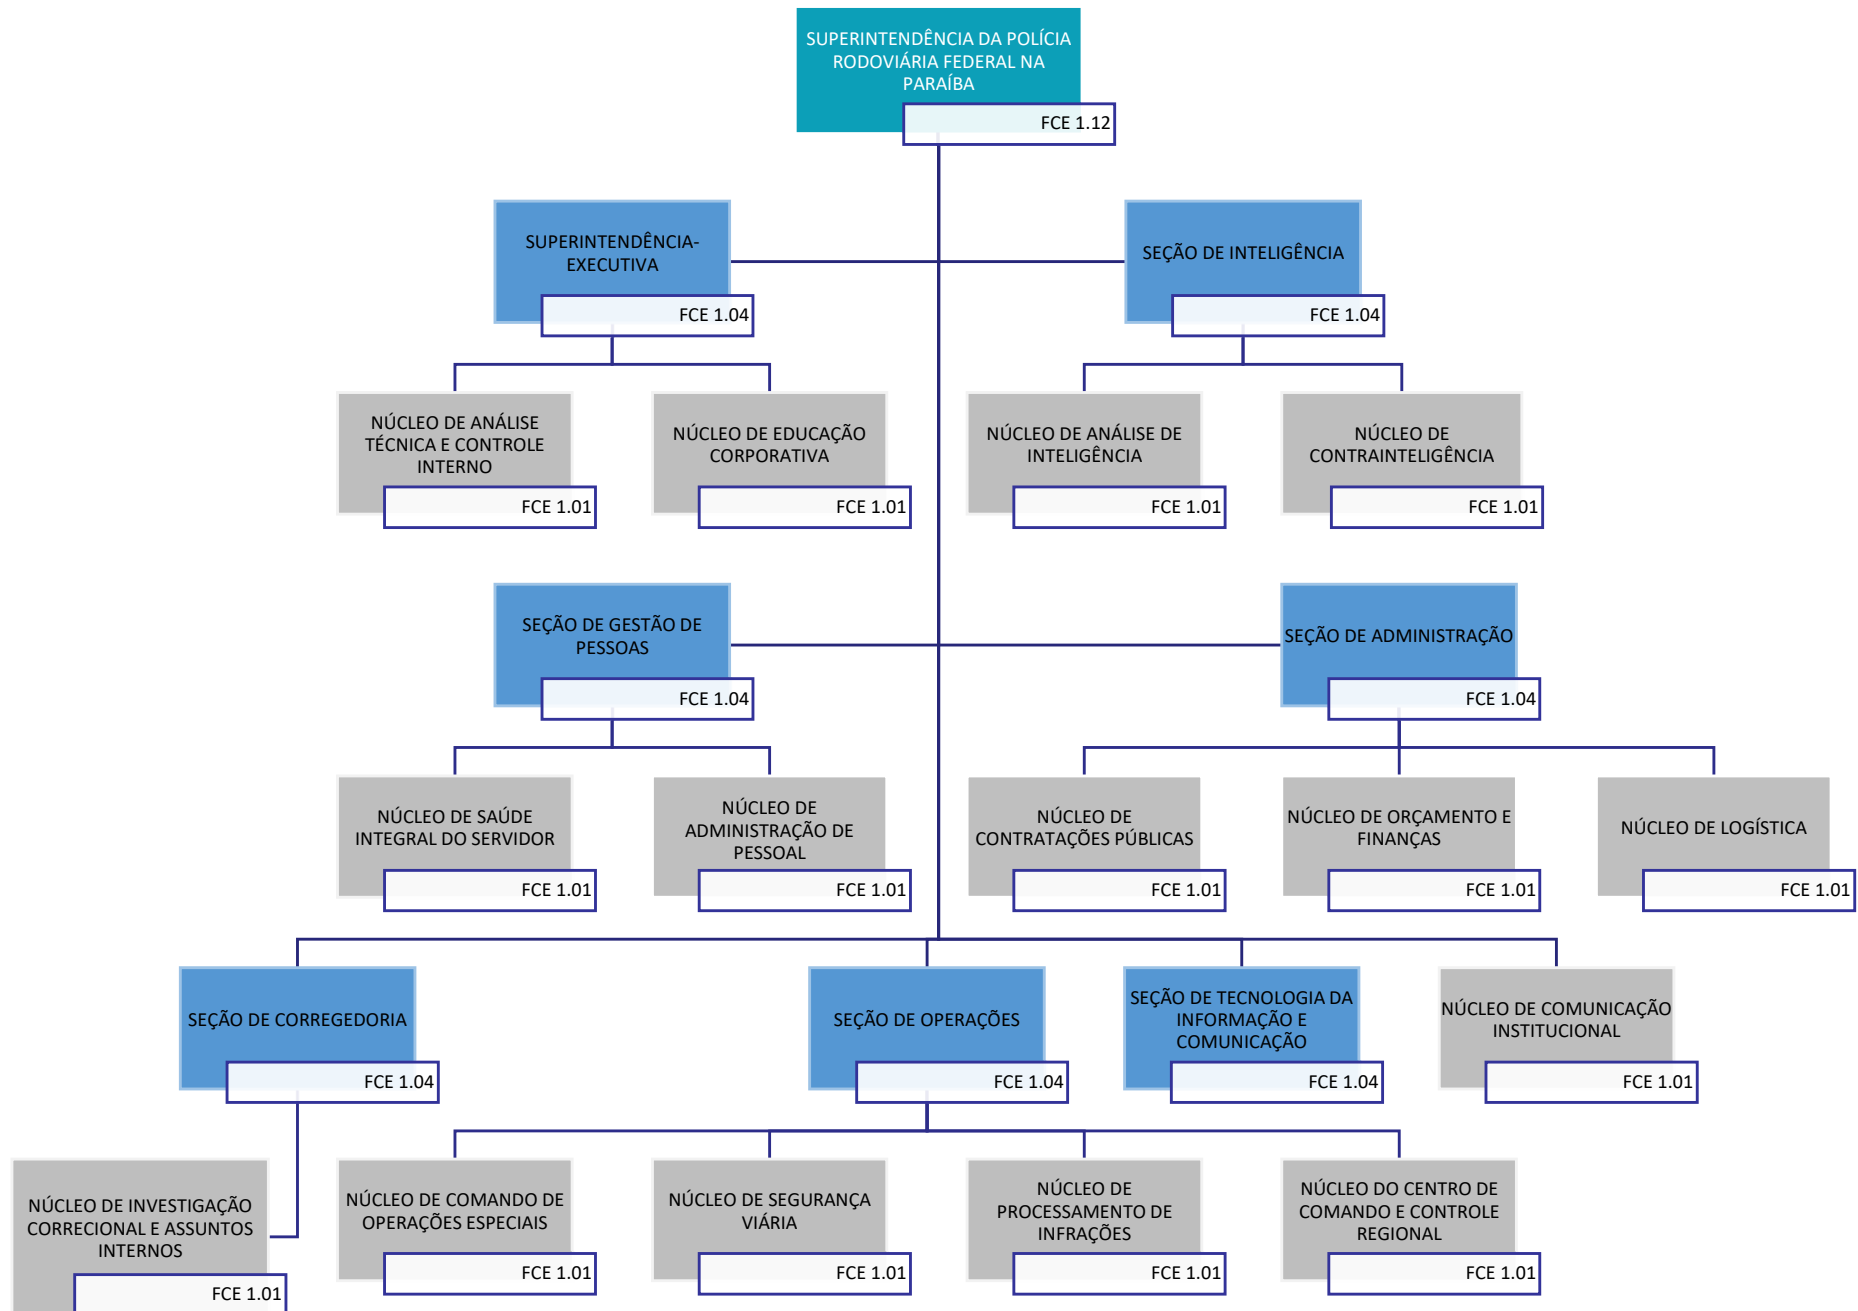 SUPERINTENDÊNCIA DA POLÍCIA
RODOVIÁRIA FEDERAL NA
PARAÍBA
FCE 1.12
SUPERINTENDÊNCIA-
EXECUTIVA
FCE 1.04
SEÇÃO DE INTELIGÊNCIA
FCE 1.04
NÚCLEO DE ANÁLISE
TÉCNICA E CONTROLE
INTERNO
FCE 1.01
NÚCLEO DE EDUCAÇÃO
CORPORATIVA
FCE 1.01
NÚCLEO DE ANÁLISE DE
INTELIGÊNCIA
FCE 1.01
NÚCLEO DE
CONTRAINTELIGÊNCIA
FCE 1.01
SEÇÃO DE GESTÃO DE
PESSOAS
FCE 1.04
SEÇÃO DE ADMINISTRAÇÃO
FCE 1.04
NÚCLEO DE SAÚDE
INTEGRAL DO SERVIDOR
FCE 1.01
NÚCLEO DE
ADMINISTRAÇÃO DE
PESSOAL
FCE 1.01
NÚCLEO DE
CONTRATAÇÕES PÚBLICAS
FCE 1.01
NÚCLEO DE ORÇAMENTO E
FINANÇAS
FCE 1.01
NÚCLEO DE LOGÍSTICA
FCE 1.01
SEÇÃO DE CORREGEDORIA
FCE 1.04
SEÇÃO DE OPERAÇÕES
FCE 1.04
SEÇÃO DE TECNOLOGIA DA
INFORMAÇÃO E
COMUNICAÇÃO
FCE 1.04
NÚCLEO DE COMUNICAÇÃO
INSTITUCIONAL
FCE 1.01
NÚCLEO DE INVESTIGAÇÃO
CORRECIONAL E ASSUNTOS
INTERNOS
FCE 1.01
NÚCLEO DE COMANDO DE
OPERAÇÕES ESPECIAIS
FCE 1.01
NÚCLEO DE SEGURANÇA
VIÁRIA
FCE 1.01
NÚCLEO DE
PROCESSAMENTO DE
INFRAÇÕES
FCE 1.01
NÚCLEO DO CENTRO DE
COMANDO E CONTROLE
REGIONAL
FCE 1.01